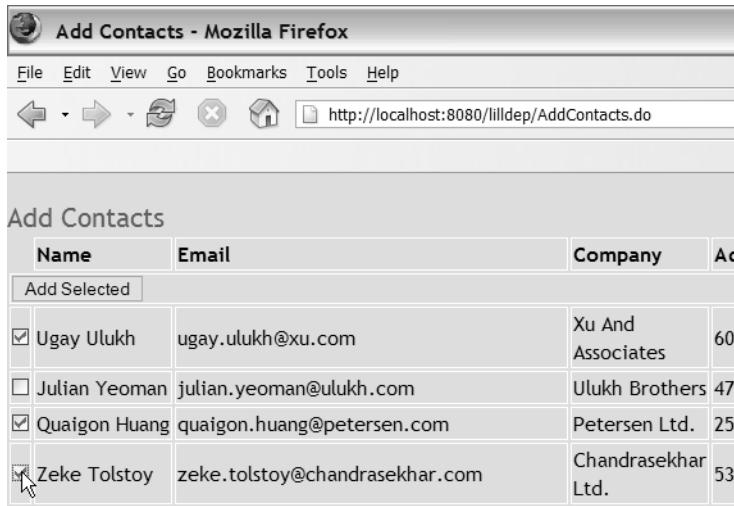 Add Contacts - Mozilla Firefox
File Edit View Go Bookmarks Tools Help
http://localhost:8080/lilldep/AddContacts.do
Add Contacts
Name Email Company
Add Selected
Ugay Ulukh ugay.ulukh@xu.com Xu And
Associates 60
Julian Yeoman julian.yeoman@ulukh.com Ulukh Brothers 47
Quaigon Huang quaigon.huang@petersen.com Petersen Ltd. 25
Zeke Tolstoy zeke.tolstoy@chandrasekhar.com Chandrasekhar
Ltd. 53